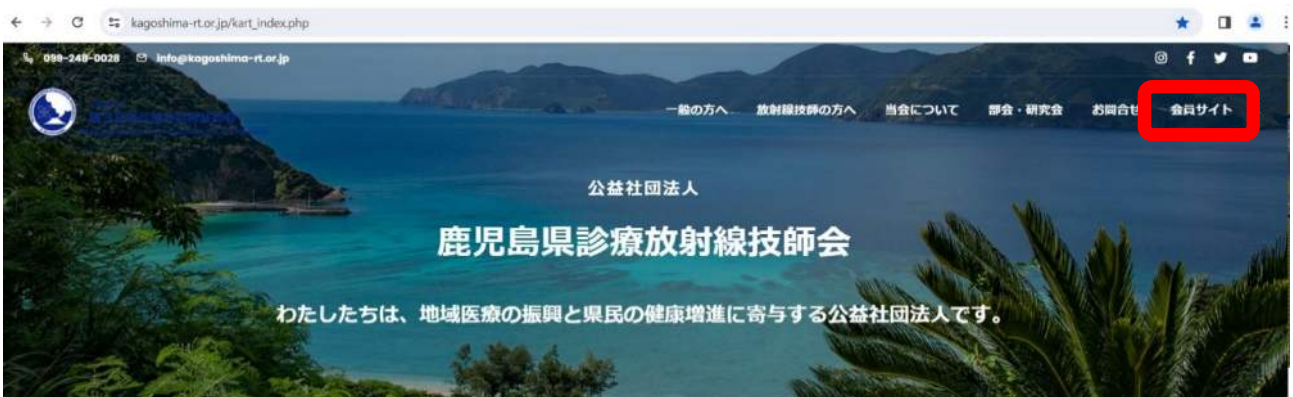 kagoshima-rt.or.jp/kart_index.php
099-248-0028 info@kagoshima-rt.or.jp
一般の方へ 放射線技師の方へ 当会について 部会・研究会 お問合せ 会員サイト
公益社団法人
鹿児島県診療放射線技師会
わたしたちは、地域医療の振興と県民の健康増進に寄与する公益社団法人です。